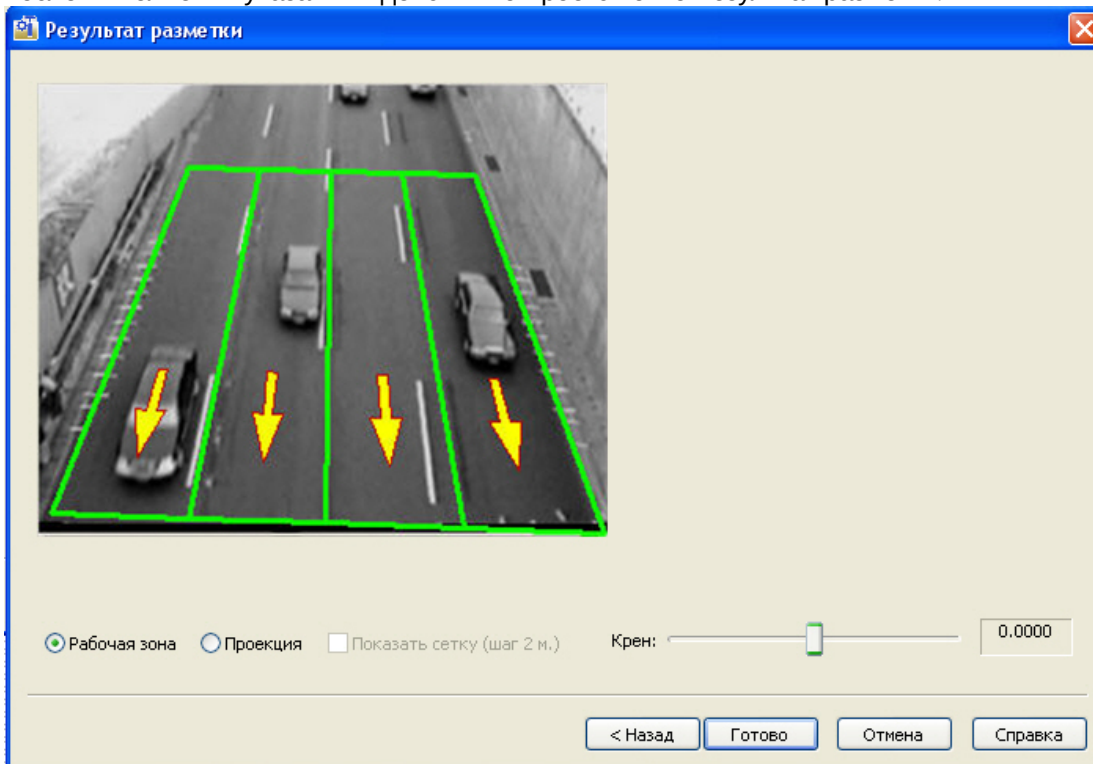 Результат разметки
Рабочая зона Проекция Показать сетку (шаг 2 м.) Крен: 0.0000
< Назад Готово Отмена Справка